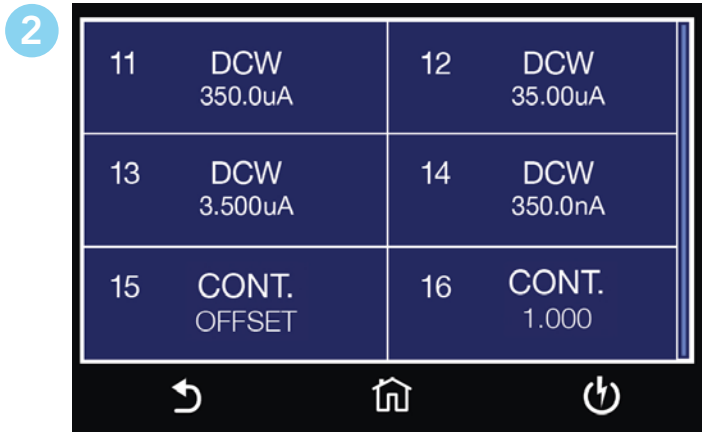 2
11 DCW
350.0uA
12 DCW
35.00uA
13 DCW
3.500uA
14 DCW
350.0nA
15 CONT.
OFFSET
16 CONT.
1.000